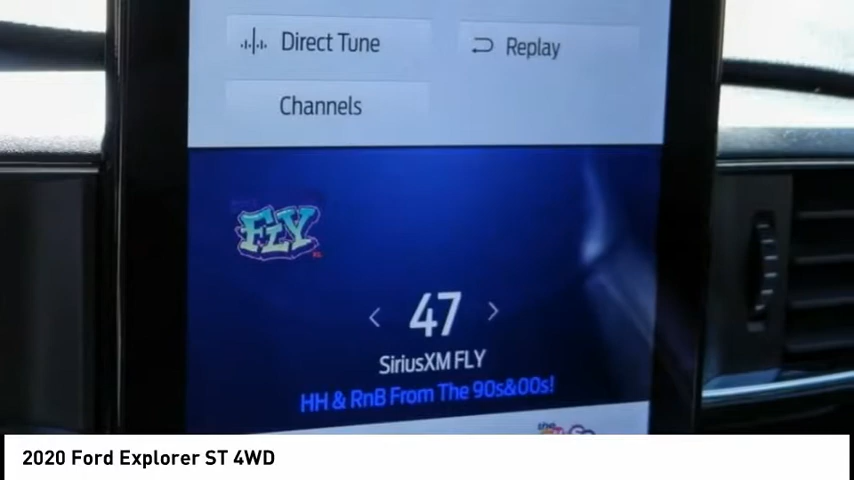 Direct Tune
Replay
Channels
FLY
47
SiriusXM FLY
HH & RnB From The 90s&00s!
the
2020 Ford Explorer ST 4WD